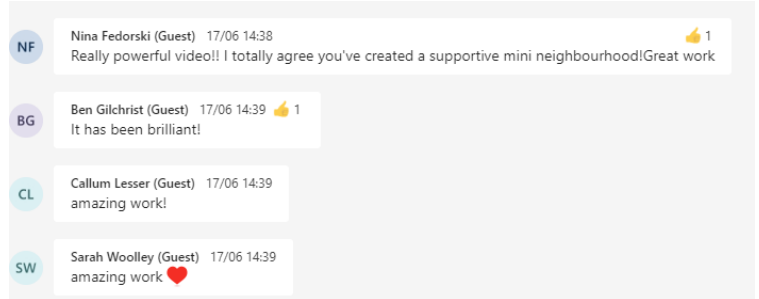 NF
Nina Fedorski (Guest) 17/06 14:38 👍 1
Really powerful video!! I totally agree you've created a supportive mini neighbourhood!Great work
BG
Ben Gilchrist (Guest) 17/06 14:39 👍 1
It has been brilliant!
CL
Callum Lesser (Guest) 17/06 14:39
amazing work!
SW
Sarah Woolley (Guest) 17/06 14:39
amazing work ❤️